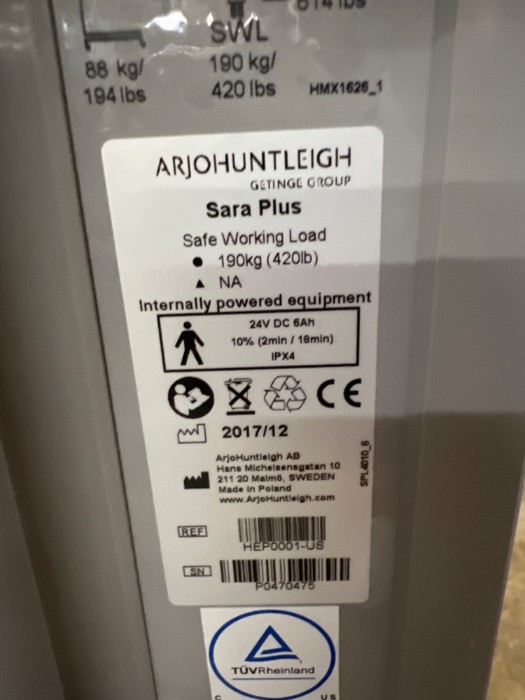 614 lbs
SWL
88 kg/
194 lbs
190 kg/
420 lbs
HMX1626_1
ARJOHUNTLEIGH
GETINGE GROUP
Sara Plus
Safe Working Load
● 190kg (420lb)
▲ NA
Internally powered equipment
24V DC 6Ah
10% (2min / 18min)
IPX4
CE
2017/12
ArjoHuntleigh AB
Hans Michelsensgatan 10
211 20 Malmö, SWEDEN
Made in Poland
www.ArjoHuntleigh.com
SPL4010_6
REF
HEP0001-US
SN
P0470475
TÜVRheinland
C US